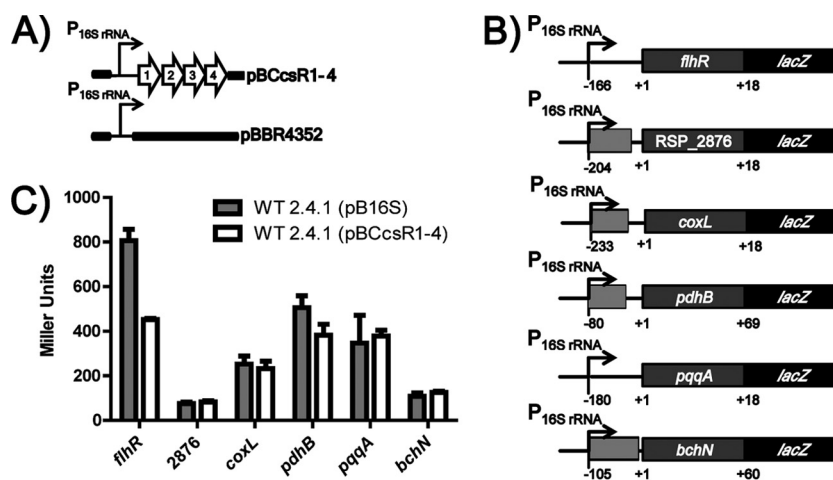 A)
P16S rRNA
1 2 3 4 pBCcsR1-4
P16S rRNA
pBBR4352
C)
WT 2.4.1 (pB16S)
WT 2.4.1 (pBCcsR1-4)
Miller Units
1000
800
600
400
200
0
flhR 2876 coxL pdhB pqqA bchN
B)
P16S rRNA
flhR lacZ
-166 +1 +18
P16S rRNA
RSP_2876 lacZ
-204 +1 +18
P16S rRNA
coxL lacZ
-233 +1 +18
P16S rRNA
pdhB lacZ
-80 +1 +69
P16S rRNA
pqqA lacZ
-180 +1 +18
P16S rRNA
bchN lacZ
-105 +1 +60